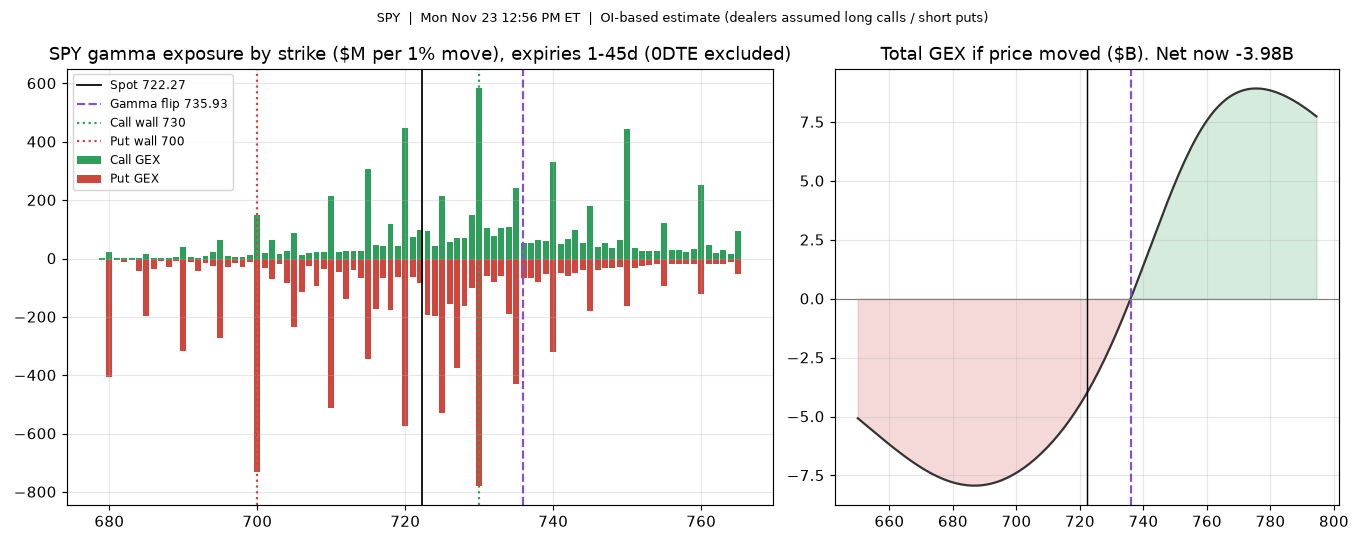 SPY | Mon Nov 23 12:56 PM ET | OI-based estimate (dealers assumed long calls / short puts)
SPY gamma exposure by strike ($M per 1% move), expiries 1-45d (0DTE excluded)
600
400
200
0
−200
−400
−600
−800
Spot 722.27
Gamma flip 735.93
Call wall 730
Put wall 700
Call GEX
Put GEX
680 700 720 740 760
Total GEX if price moved ($B). Net now -3.98B
7.5
5.0
2.5
0.0
−2.5
−5.0
−7.5
660 680 700 720 740 760 780 800